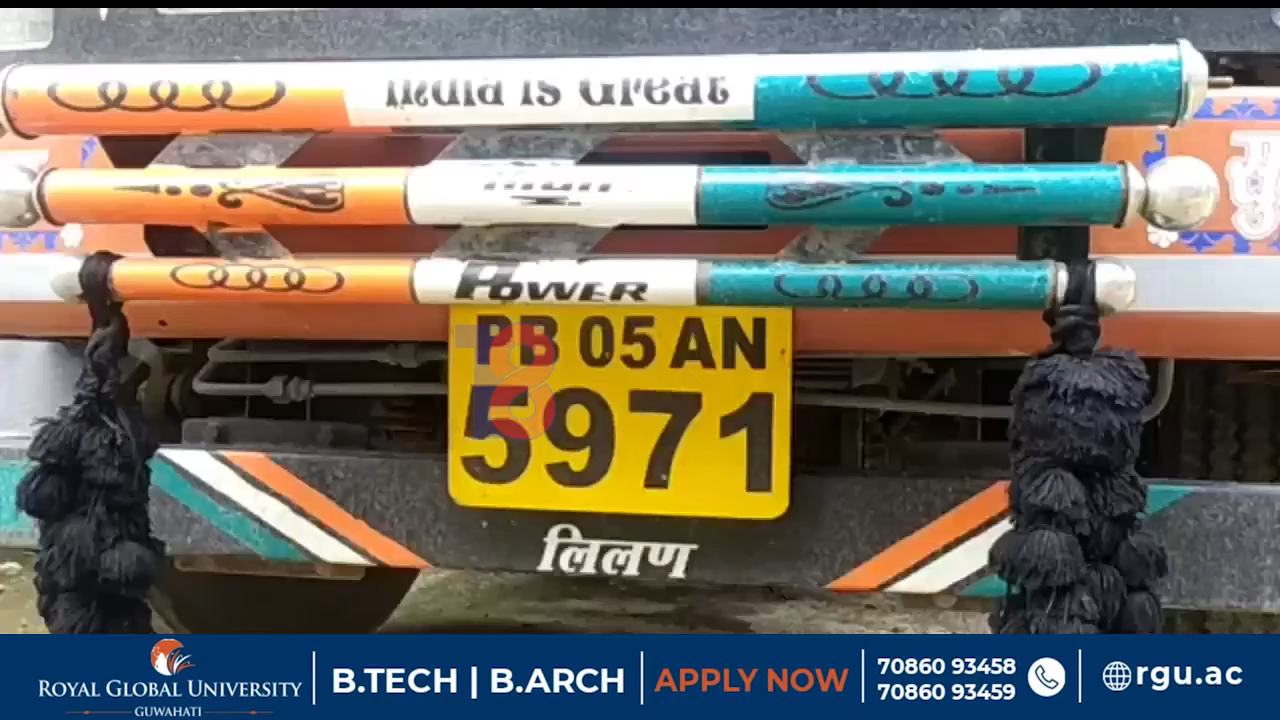 India is Great
POWER
PB 05 AN
5971
लिलण
ROYAL GLOBAL UNIVERSITY
GUWAHATI
B.TECH | B.ARCH
APPLY NOW
70860 93458
70860 93459
rgu.ac